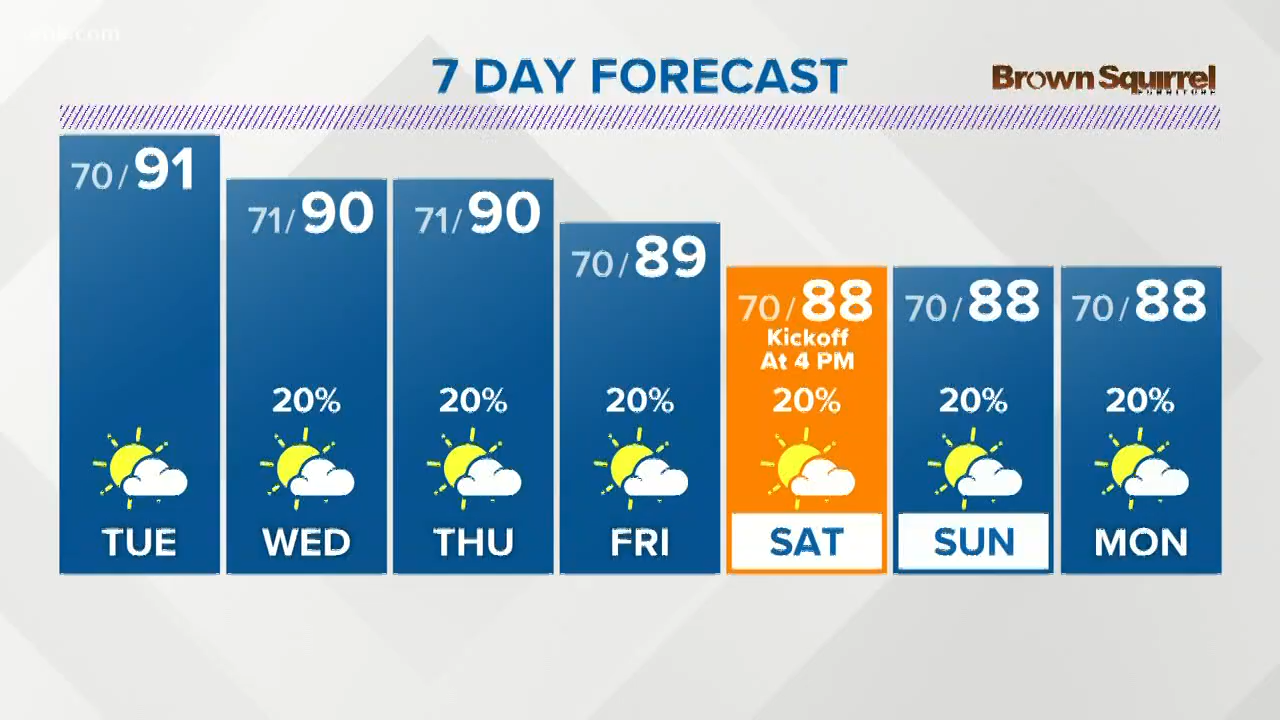 7 DAY FORECAST
Brown Squirrel
FURNITURE
70/91
71/90
71/90
70/89
70/88
70/88
70/88
Kickoff
At 4 PM
20%
20%
20%
20%
20%
20%
TUE
WED
THU
FRI
SAT
SUN
MON